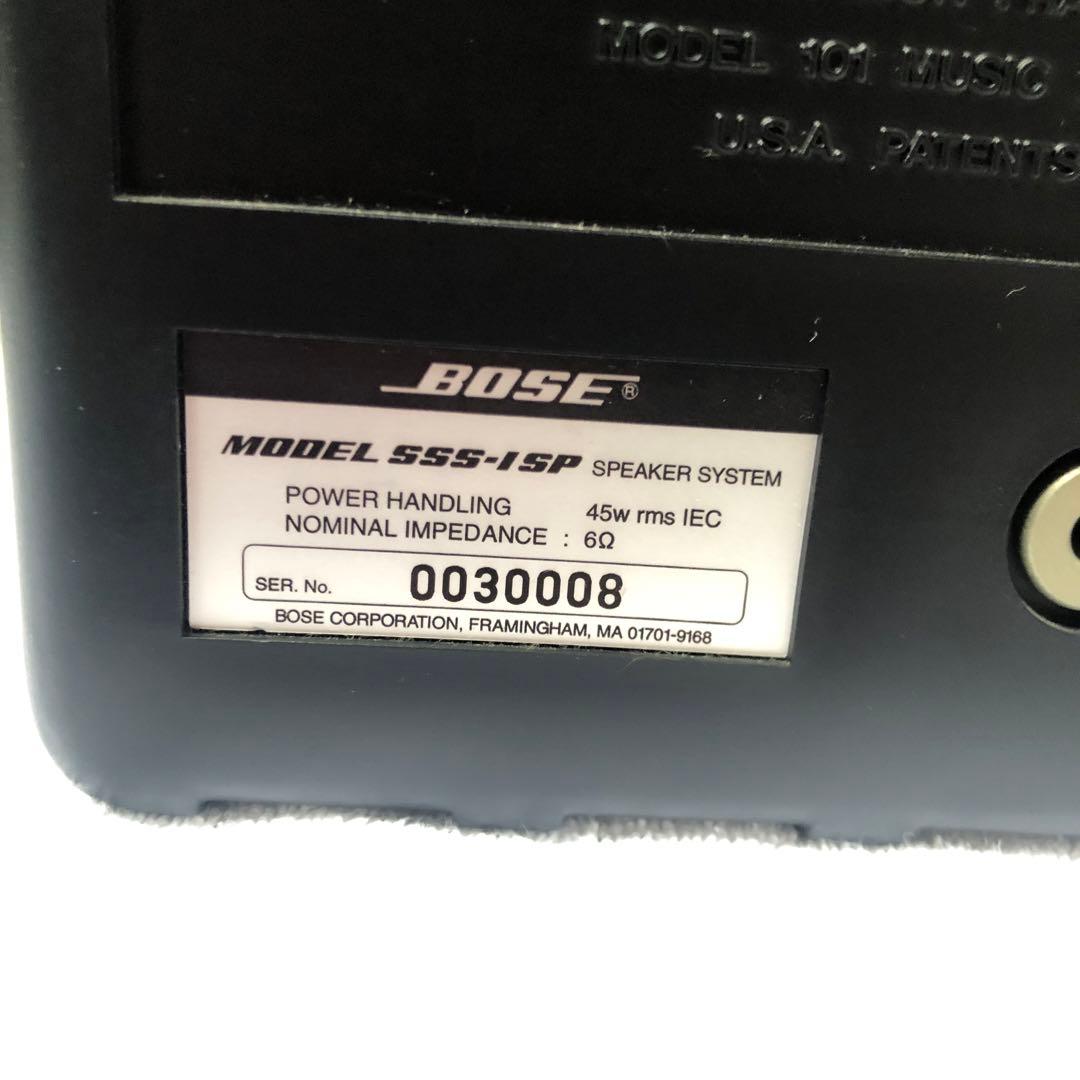 MODEL 101 MUSIC
U.S.A. PATENTS
BOSE®
MODEL SSS-1SP SPEAKER SYSTEM
POWER HANDLING 45w rms IEC
NOMINAL IMPEDANCE : 6Ω
SER. No. 0030008
BOSE CORPORATION, FRAMINGHAM, MA 01701-9168